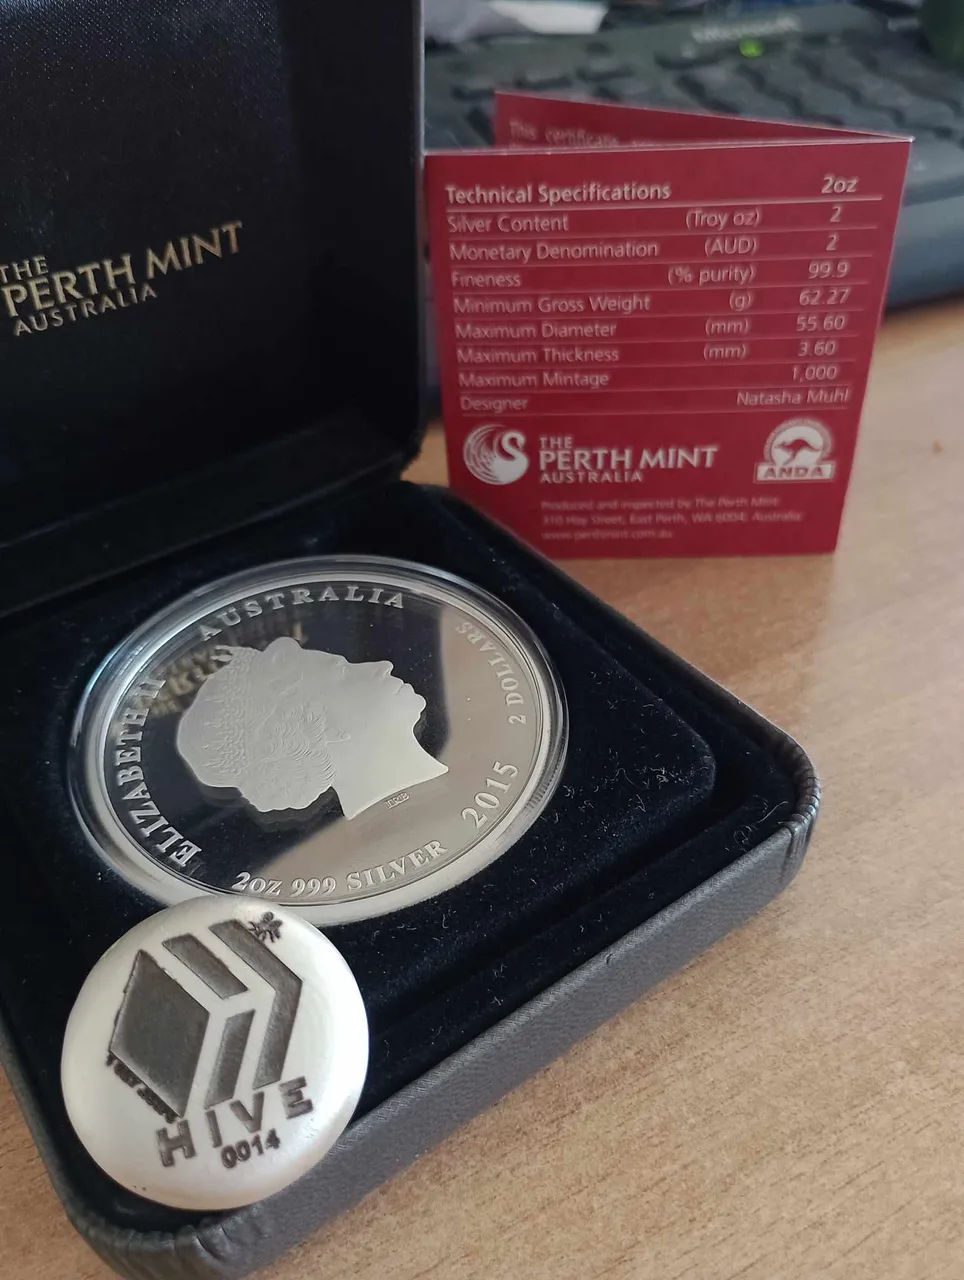 THE
PERTH MINT
AUSTRALIA
Microsoft
This certificate
Technical Specifications 2oz
Silver Content (Troy oz) 2
Monetary Denomination (AUD) 2
Fineness (% purity) 99.9
Minimum Gross Weight (g) 62.27
Maximum Diameter (mm) 55.60
Maximum Thickness (mm) 3.60
Maximum Mintage 1,000
Designer Natasha Muhl
THE
PERTH MINT
AUSTRALIA
ANDA
Produced and inspected by The Perth Mint
310 Hay Street, East Perth, WA 6004, Australia
www.perthmint.com.au
ELIZABETH II AUSTRALIA 2 DOLLARS
2OZ 999 SILVER 2015
IRB
HIVE
0014